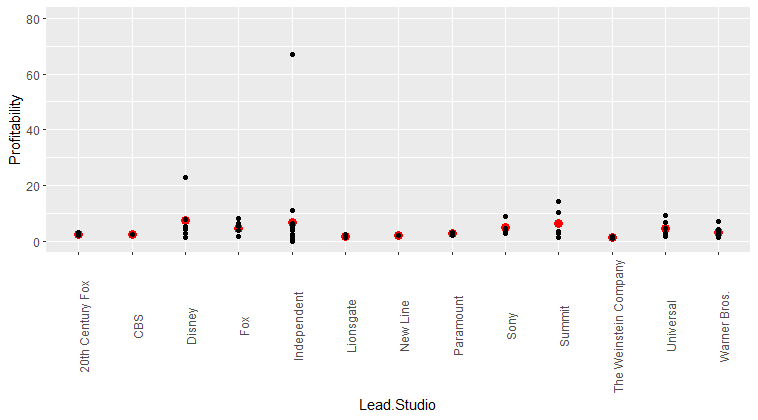 80
60
40
20
0
Profitability
20th Century Fox
CBS
Disney
Fox
Independent
Lionsgate
New Line
Paramount
Sony
Summit
The Weinstein Company
Universal
Warner Bros.
Lead.Studio